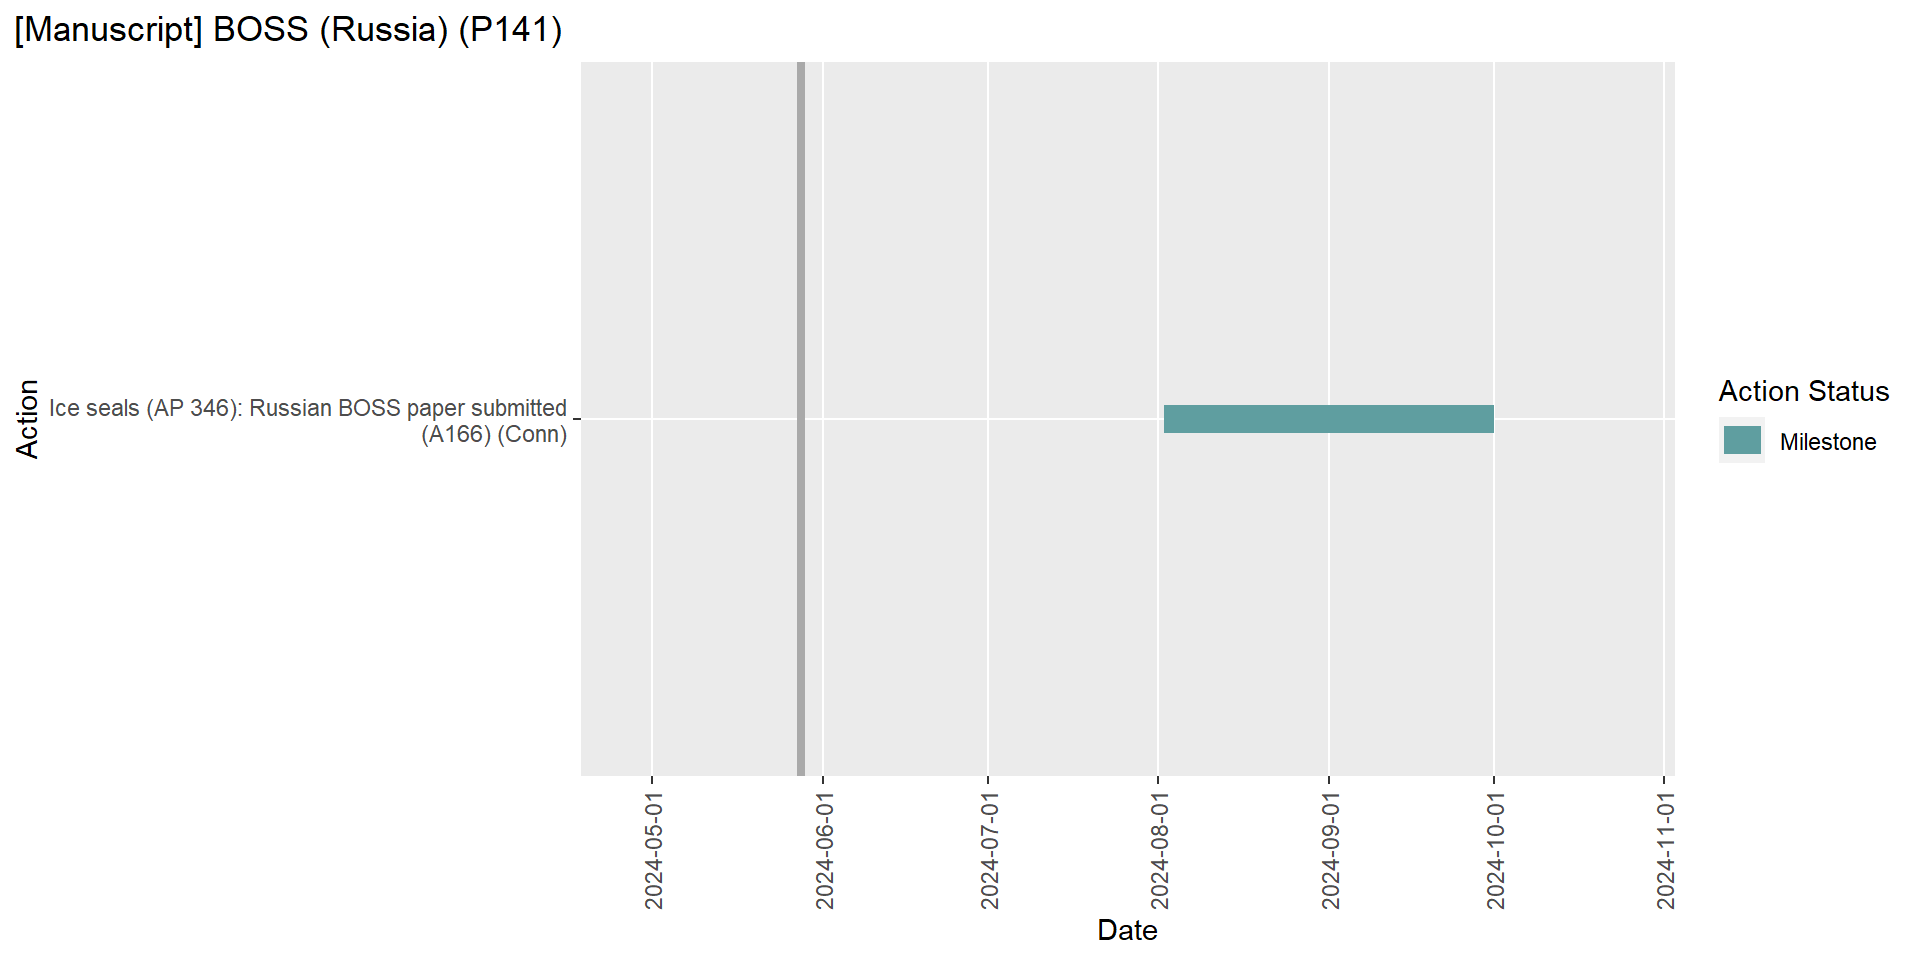 [Manuscript] BOSS (Russia) (P141)
Action
Ice seals (AP 346): Russian BOSS paper submitted
(A166) (Conn)
Action Status
Milestone
2024-05-01
2024-06-01
2024-07-01
2024-08-01
2024-09-01
2024-10-01
2024-11-01
Date